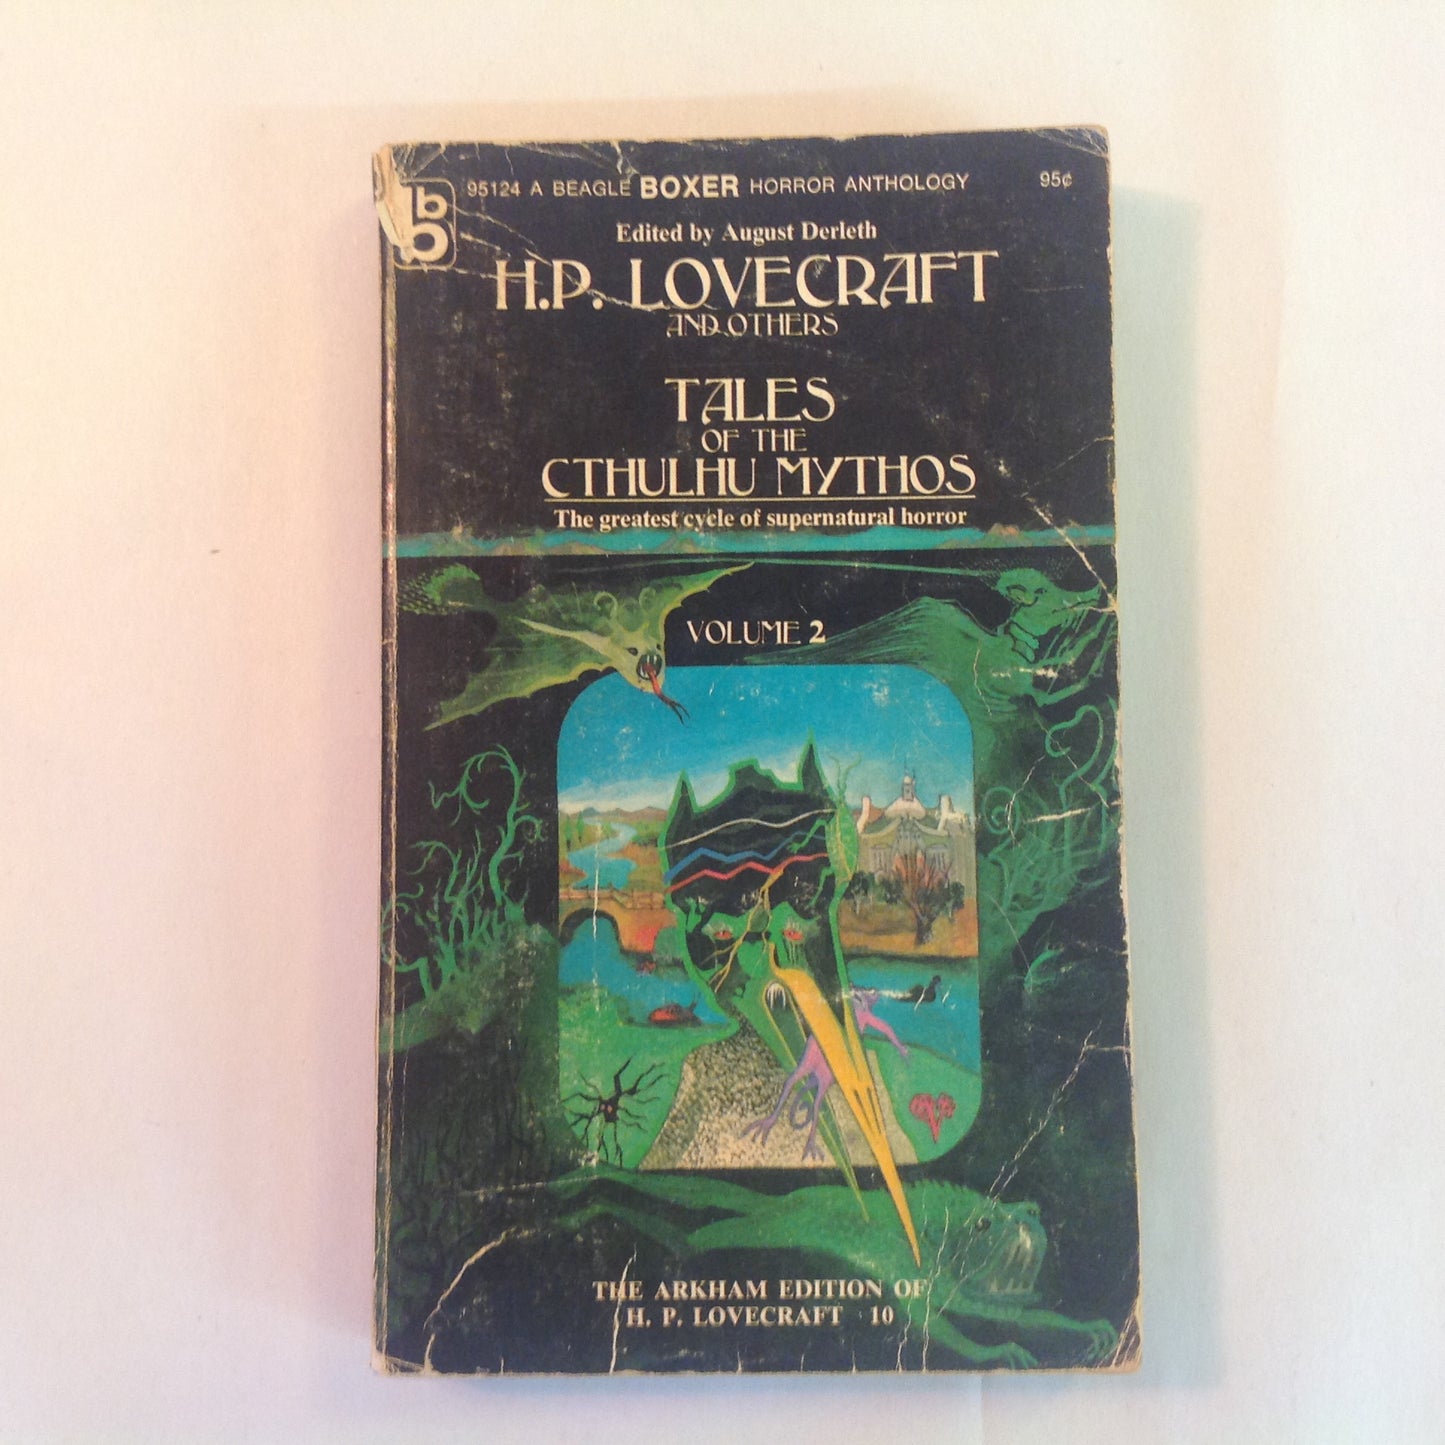 bb
95124 A BEAGLE BOXER HORROR ANTHOLOGY 95¢
Edited by August Derleth
H.P. LOVECRAFT
AND OTHERS
TALES
OF THE
CTHULHU MYTHOS
The greatest cycle of supernatural horror
VOLUME 2
THE ARKHAM EDITION OF
H. P. LOVECRAFT 10